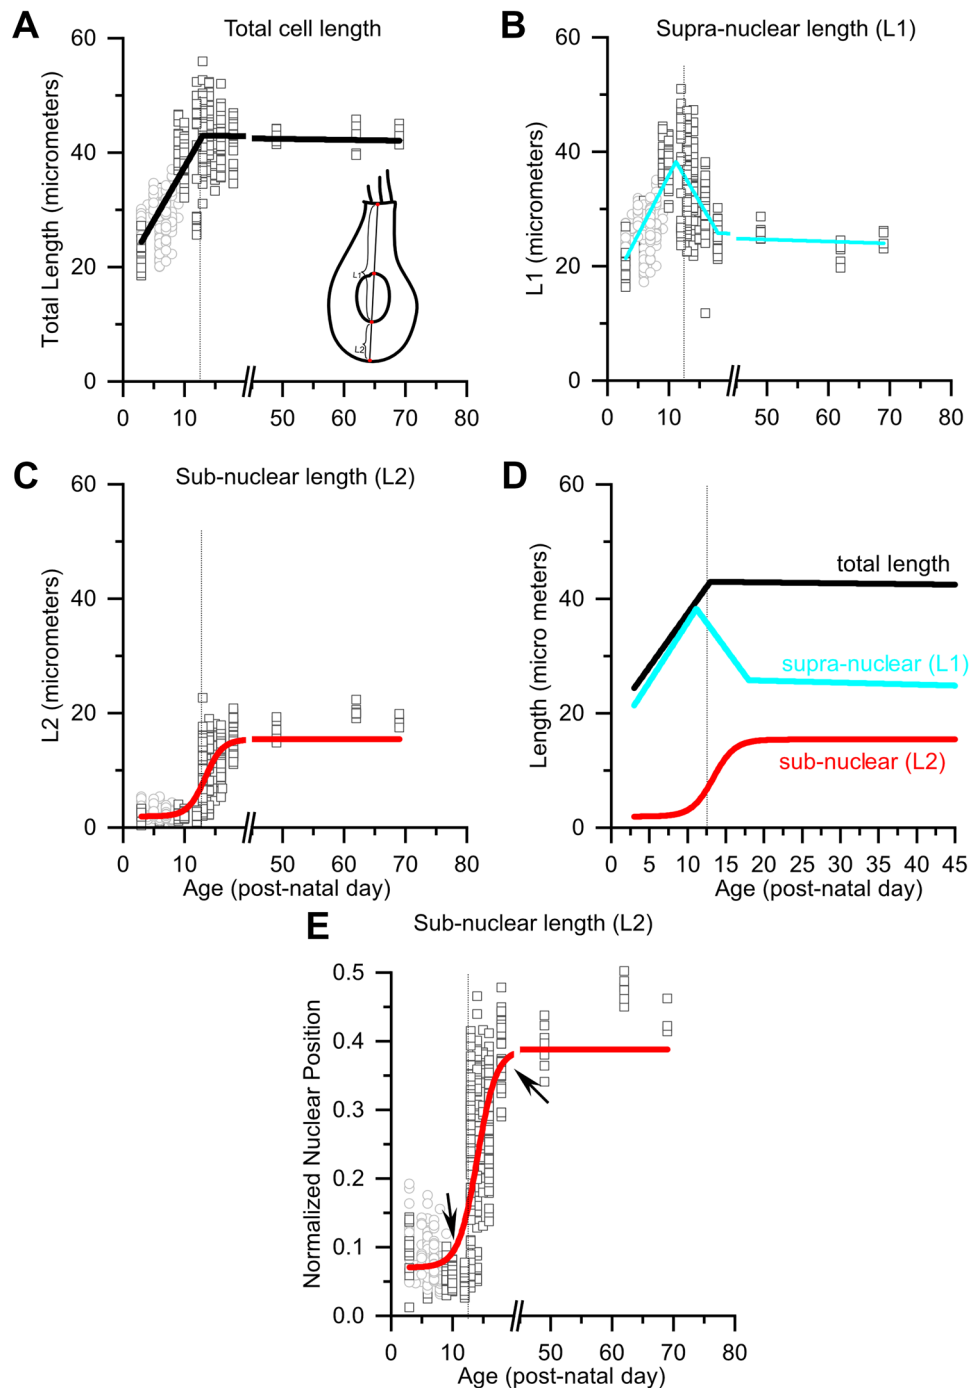 A
Total cell length
Total Length (micrometers)
60
40
20
0
0
10
50
60
70
80
L1
L2
B
Supra-nuclear length (L1)
L1 (micrometers)
60
40
20
0
0
10
50
60
70
80
C
Sub-nuclear length (L2)
L2 (micrometers)
60
40
20
0
0
10
50
60
70
80
Age (post-natal day)
D
Length (micro meters)
60
40
20
0
total length
supra-nuclear (L1)
sub-nuclear (L2)
0
5
10
15
20
25
30
35
40
45
Age (post-natal day)
E
Sub-nuclear length (L2)
Normalized Nuclear Position
0.5
0.4
0.3
0.2
0.1
0.0
0
10
50
60
70
80
Age (post-natal day)